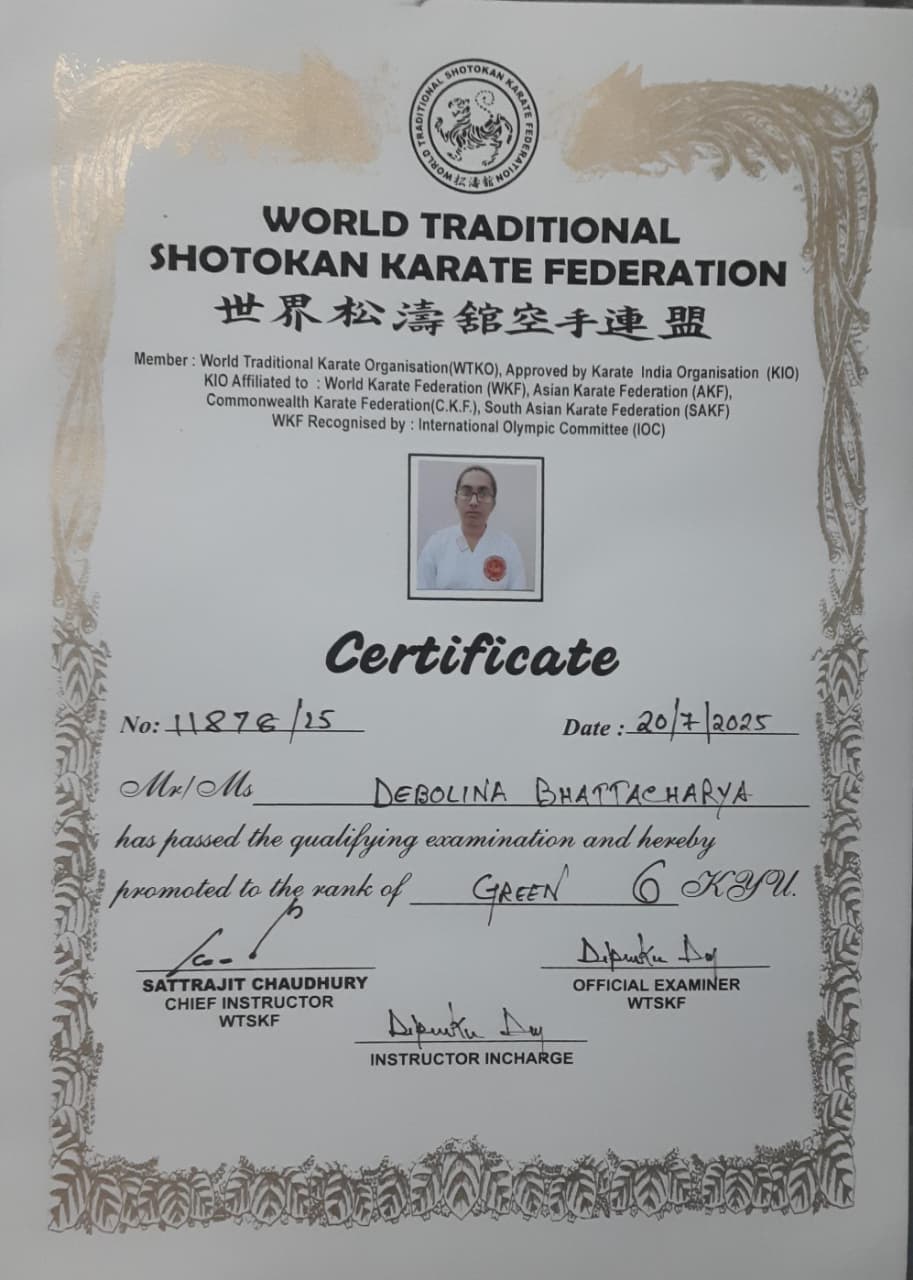 WORLD TRADITIONAL SHOTOKAN KARATE FEDERATION
松濤館
WORLD TRADITIONAL
SHOTOKAN KARATE FEDERATION
世界松濤舘空手連盟
Member : World Traditional Karate Organisation(WTKO), Approved by Karate India Organisation (KIO)
KIO Affiliated to : World Karate Federation (WKF), Asian Karate Federation (AKF),
Commonwealth Karate Federation(C.K.F.), South Asian Karate Federation (SAKF)
WKF Recognised by : International Olympic Committee (IOC)
Certificate
No: 11876/25 Date : 20/7/2025
Mr/Ms DEBOLINA BHATTACHARYA
has passed the qualifying examination and hereby
promoted to the rank of GREEN 6 KYU.
SATTRAJIT CHAUDHURY
CHIEF INSTRUCTOR
WTSKF
OFFICIAL EXAMINER
WTSKF
INSTRUCTOR INCHARGE